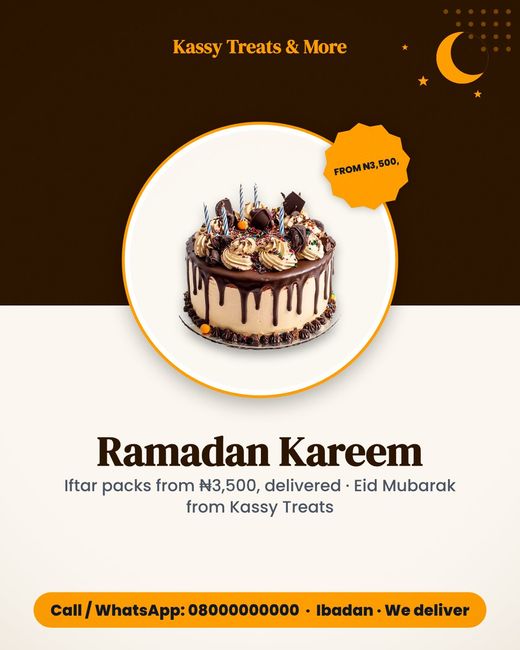 Kassy Treats & More
FROM ₦3,500,
Ramadan Kareem
Iftar packs from ₦3,500, delivered · Eid Mubarak
from Kassy Treats
Call / WhatsApp: 08000000000 · Ibadan · We deliver